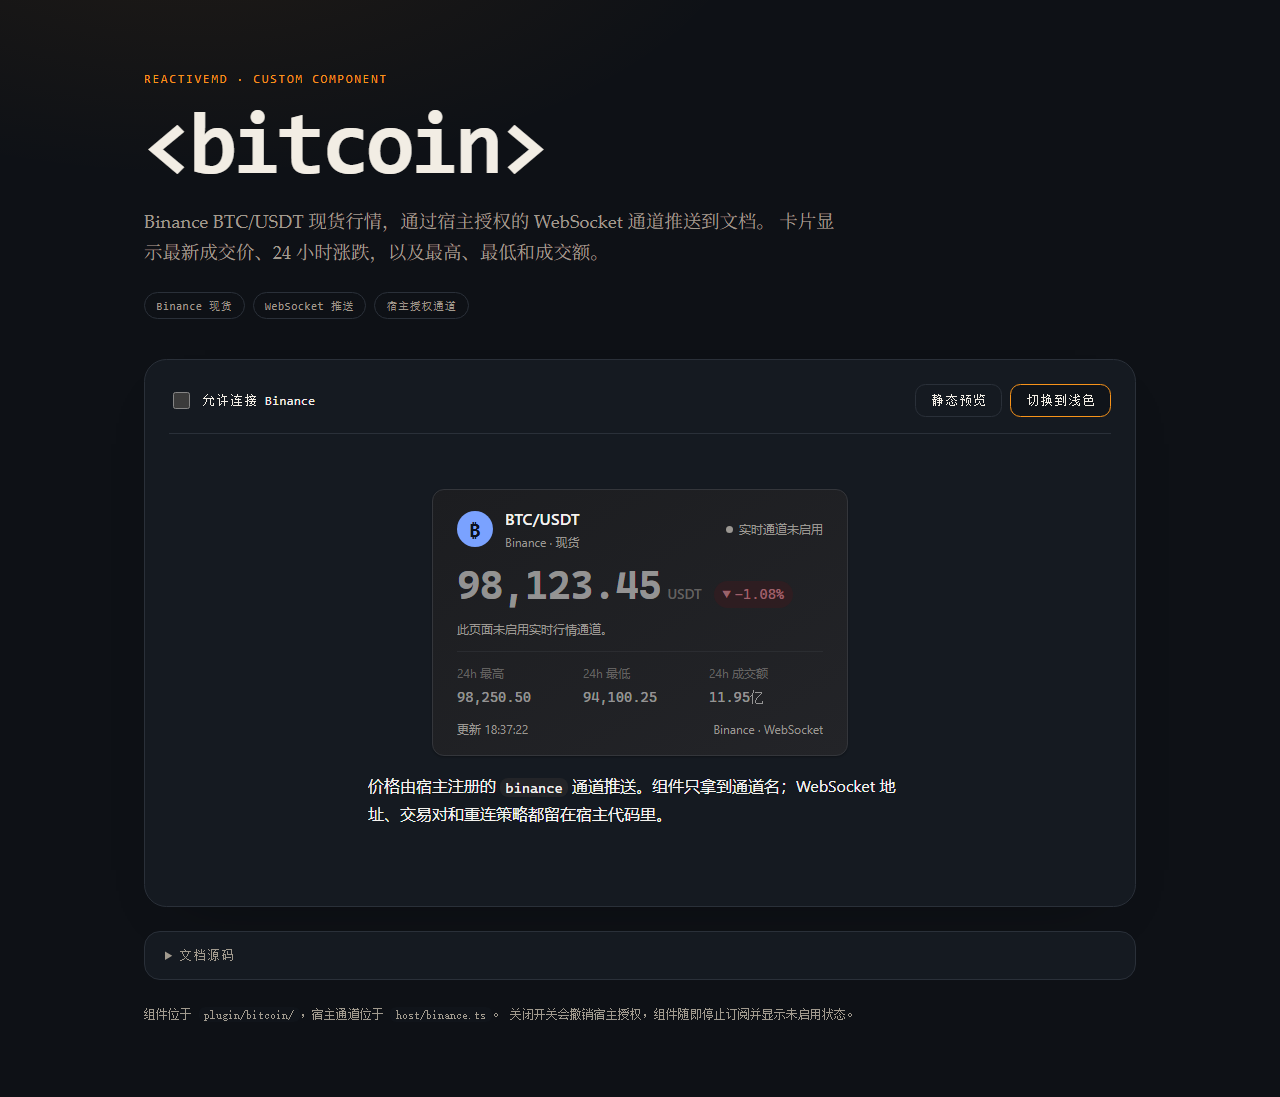 REACTIVEMD · CUSTOM COMPONENT
<bitcoin>
Binance BTC/USDT 现货行情，通过宿主授权的 WebSocket 通道推送到文档。 卡片显
示最新成交价、24 小时涨跌，以及最高、最低和成交额。
Binance 现货
WebSocket 推送
宿主授权通道
允许连接 Binance
静态预览
切换到浅色
BTC/USDT
Binance · 现货
实时通道未启用
98,123.45 USDT ▼ −1.08%
此页面未启用实时行情通道。
24h 最高 24h 最低 24h 成交额
98,250.50 94,100.25 11.95亿
更新 18:37:22 Binance · WebSocket
价格由宿主注册的 binance 通道推送。组件只拿到通道名；WebSocket 地
址、交易对和重连策略都留在宿主代码里。
▶ 文档源码
组件位于 plugin/bitcoin/ ，宿主通道位于 host/binance.ts 。 关闭开关会撤销宿主授权，组件随即停止订阅并显示未启用状态。